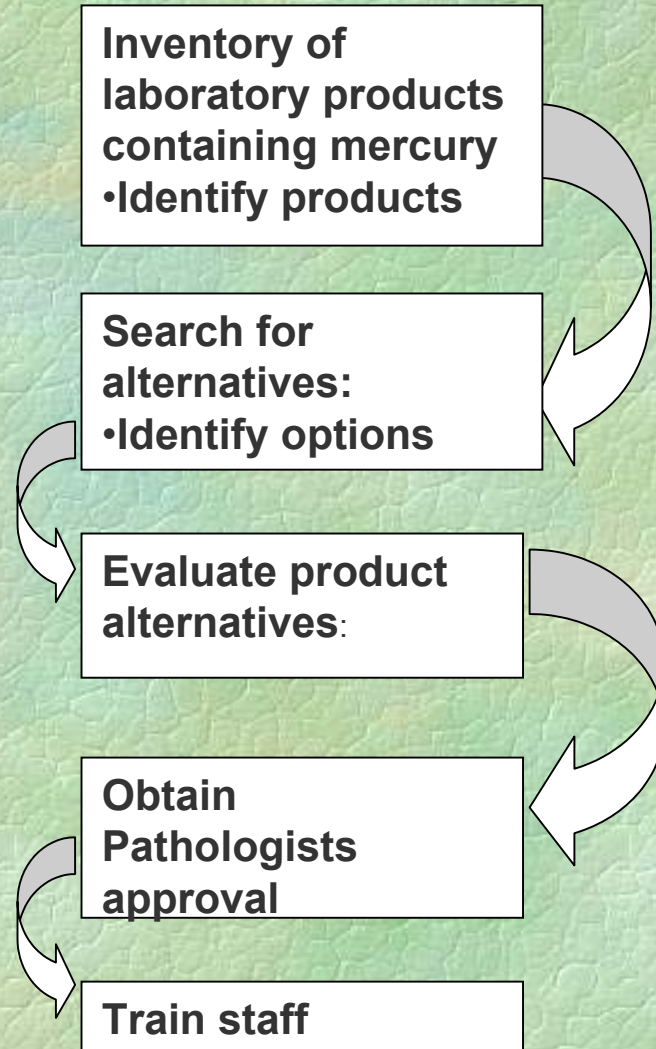 Inventory of
laboratory products
containing mercury
•Identify products
Search for
alternatives:
•Identify options
Evaluate product
alternatives:
Obtain
Pathologists
approval
Train staff